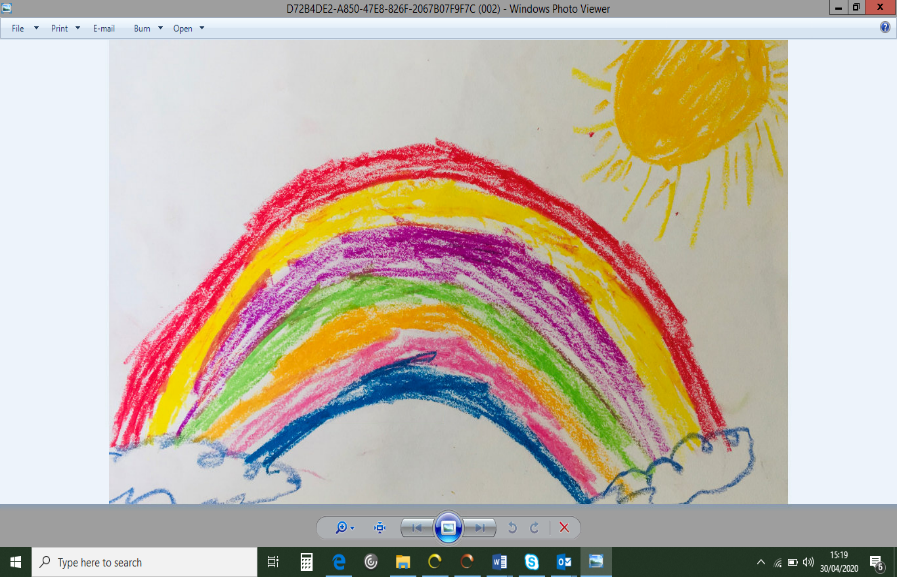 D72B4DE2-A850-47E8-826F-2067B07F9F7C (002) - Windows Photo Viewer
File Print E-mail Burn Open
Type here to search
15:19
30/04/2020
6